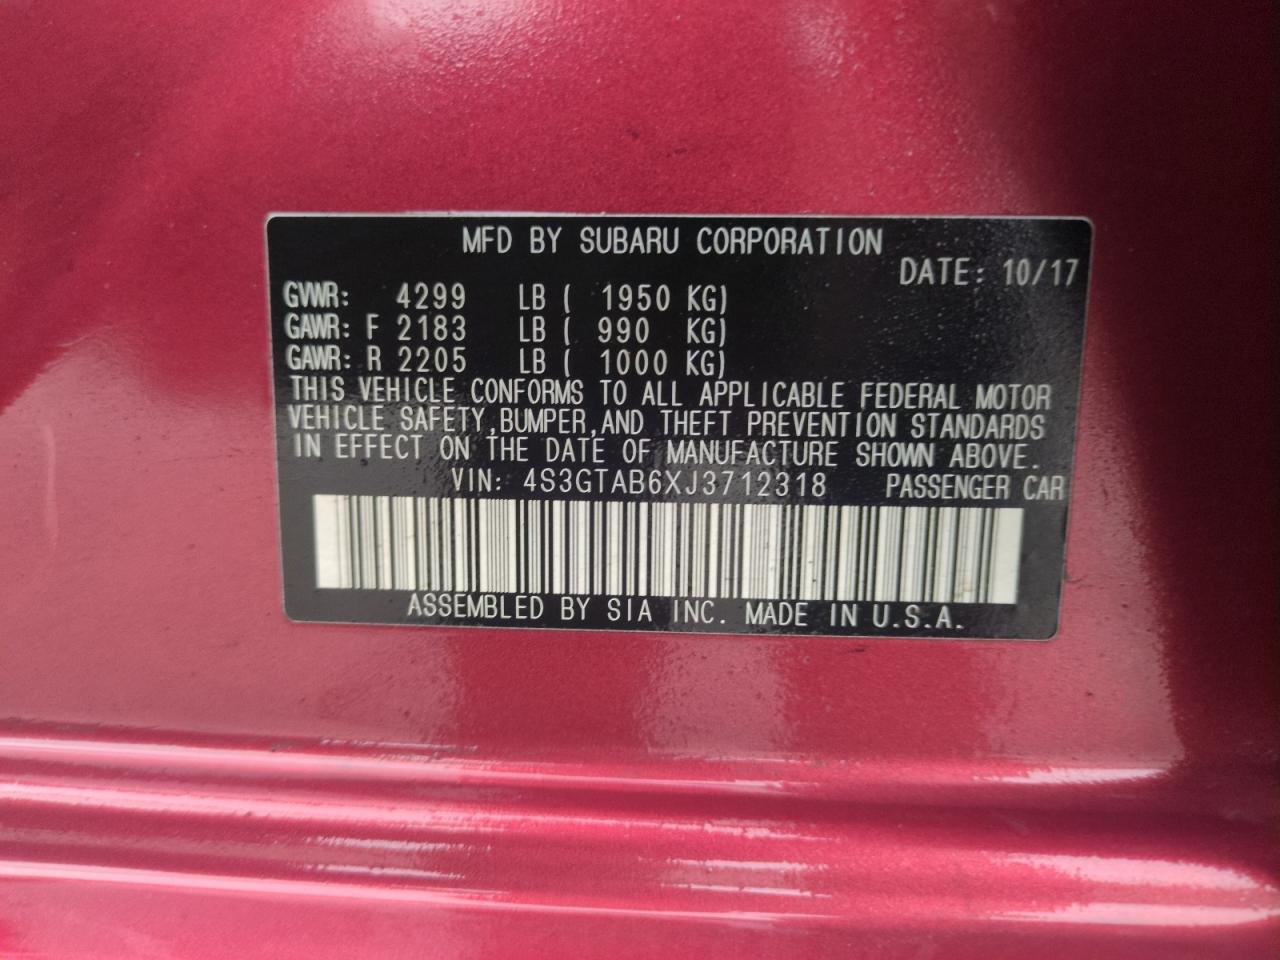 MFD BY SUBARU CORPORATION
DATE: 10/17
GVWR: 4299 LB ( 1950 KG)
GAWR: F 2183 LB ( 990 KG)
GAWR: R 2205 LB ( 1000 KG)
THIS VEHICLE CONFORMS TO ALL APPLICABLE FEDERAL MOTOR
VEHICLE SAFETY,BUMPER,AND THEFT PREVENTION STANDARDS
IN EFFECT ON THE DATE OF MANUFACTURE SHOWN ABOVE.
VIN: 4S3GTAB6XJ3712318 PASSENGER CAR
ASSEMBLED BY SIA INC. MADE IN U.S.A.